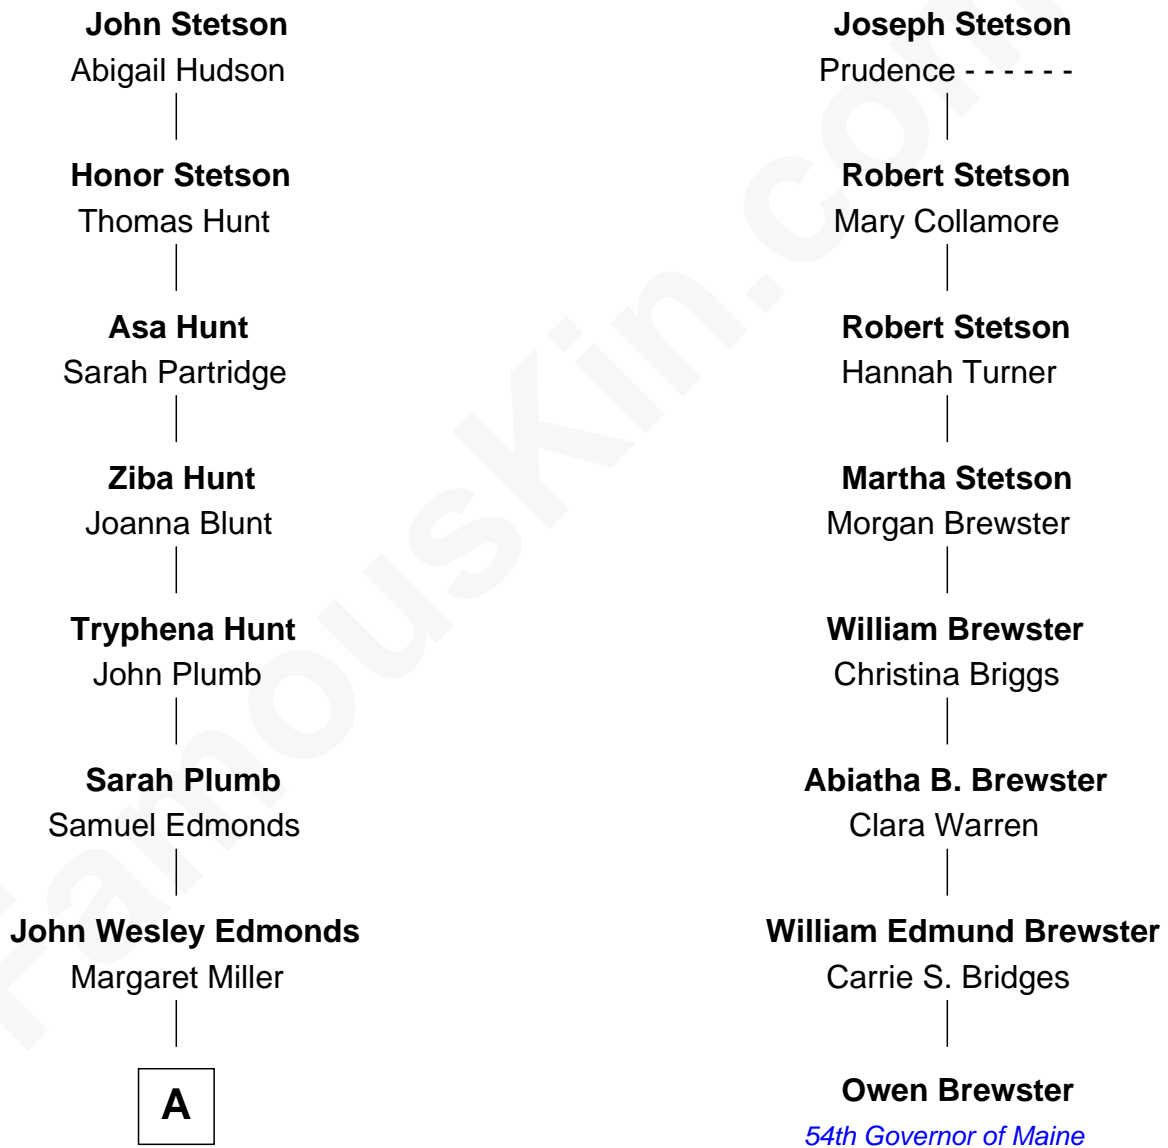 John Stetson
Abigail Hudson
Honor Stetson
Thomas Hunt
Asa Hunt
Sarah Partridge
Ziba Hunt
Joanna Blunt
Tryphena Hunt
John Plumb
Sarah Plumb
Samuel Edmonds
John Wesley Edmonds
Margaret Miller
A
Joseph Stetson
Prudence - - - - - -
Robert Stetson
Mary Collamore
Robert Stetson
Hannah Turner
Martha Stetson
Morgan Brewster
William Brewster
Christina Briggs
Abiatha B. Brewster
Clara Warren
William Edmund Brewster
Carrie S. Bridges
Owen Brewster
54th Governor of Maine
FamousKin.com